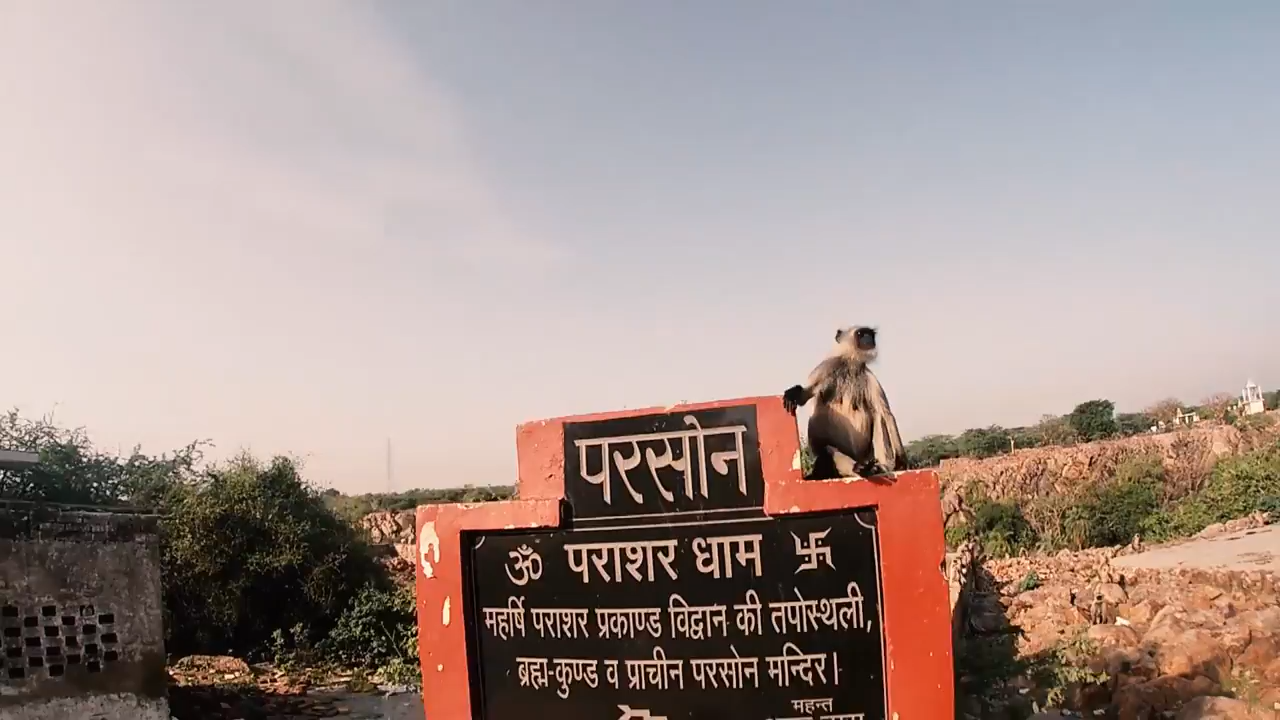 परसोन
ॐ पराशर धाम 卐
महर्षि पराशर प्रकाण्ड विद्वान की तपोस्थली,
ब्रह्म-कुण्ड व प्राचीन परसोन मन्दिर।
महन्त